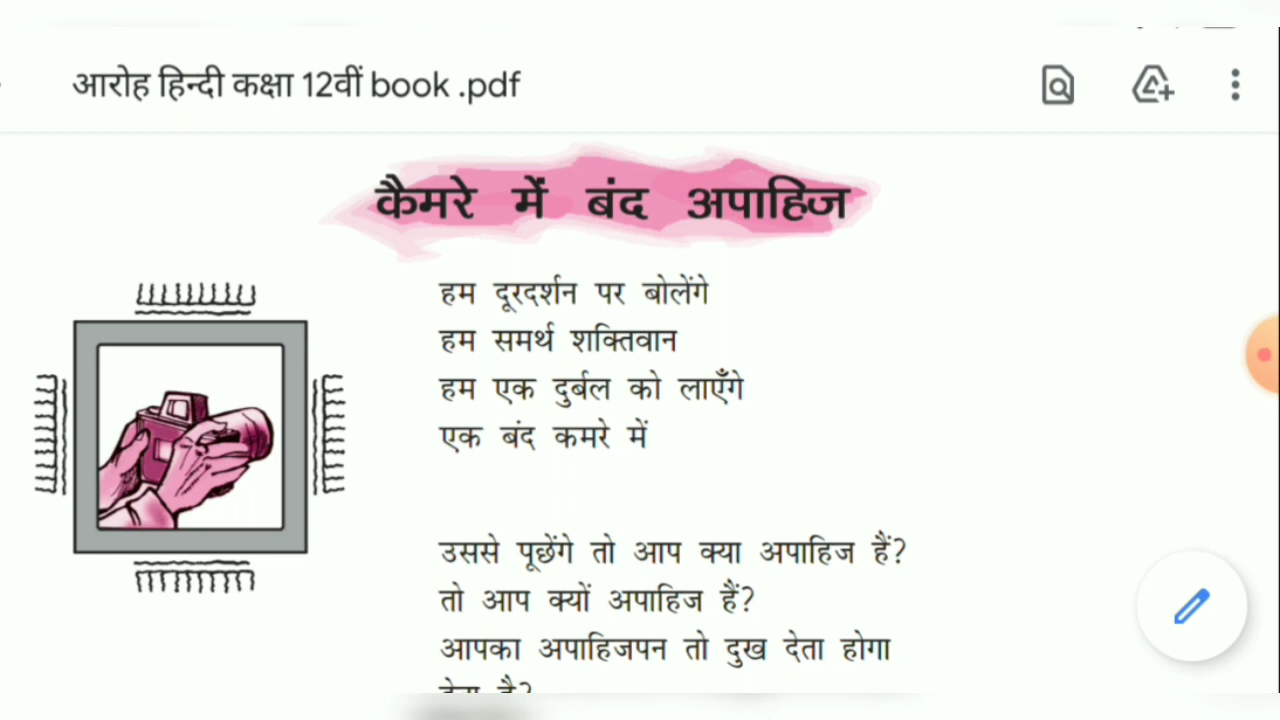 आरोह हिन्दी कक्षा 12वीं book .pdf
कैमरे में बंद अपाहिज
हम दूरदर्शन पर बोलेंगे
हम समर्थ शक्तिवान
हम एक दुर्बल को लाएँगे
एक बंद कमरे में
उससे पूछेंगे तो आप क्या अपाहिज हैं?
तो आप क्यों अपाहिज हैं?
आपका अपाहिजपन तो दुख देता होगा
देता है?